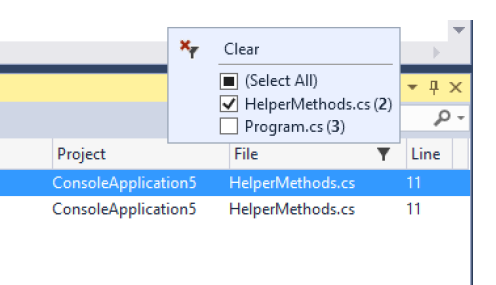 Clear
(Select All)
HelperMethods.cs (2)
Program.cs (3)
Project File Line
ConsoleApplication5 HelperMethods.cs 11
ConsoleApplication5 HelperMethods.cs 11